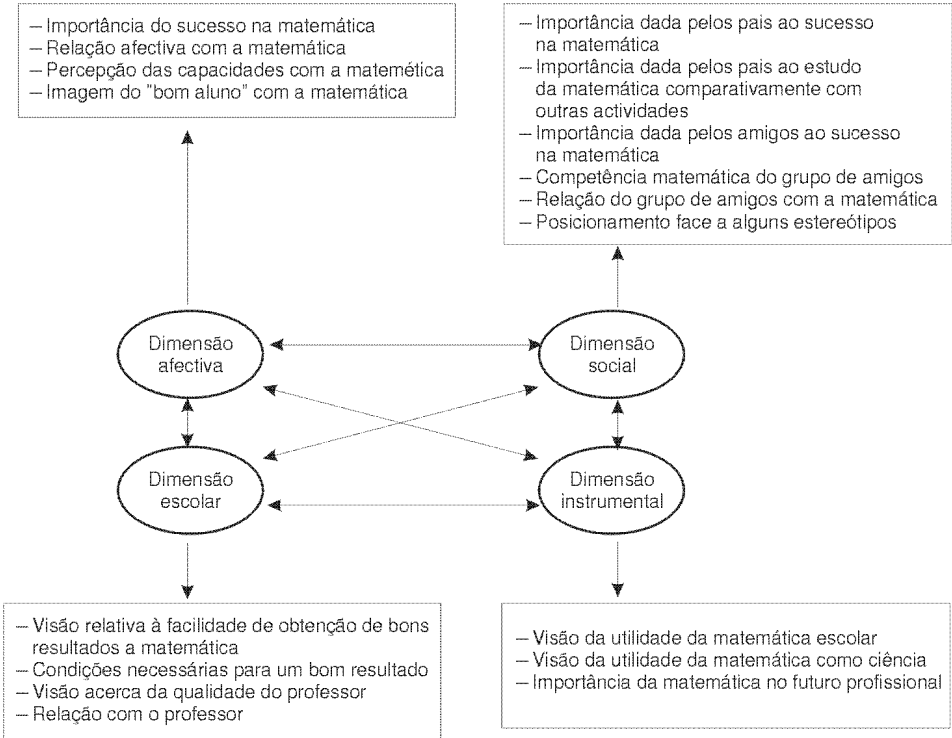 – Importância do sucesso na matemática
– Relação afectiva com a matemática
– Percepção das capacidades com a matemética
– Imagem do "bom aluno" com a matemática
– Importância dada pelos pais ao sucesso
na matemática
– Importância dada pelos pais ao estudo
da matemática comparativamente com
outras actividades
– Importância dada pelos amigos ao sucesso
na matemática
– Competência matemática do grupo de amigos
– Relação do grupo de amigos com a matemática
– Posicionamento face a alguns estereótipos
Dimensão
afectiva
Dimensão
social
Dimensão
escolar
Dimensão
instrumental
– Visão relativa à facilidade de obtenção de bons
resultados a matemática
– Condições necessárias para um bom resultado
– Visão acerca da qualidade do professor
– Relação com o professor
– Visão da utilidade da matemática escolar
– Visão da utilidade da matemática como ciência
– Importância da matemática no futuro profissional